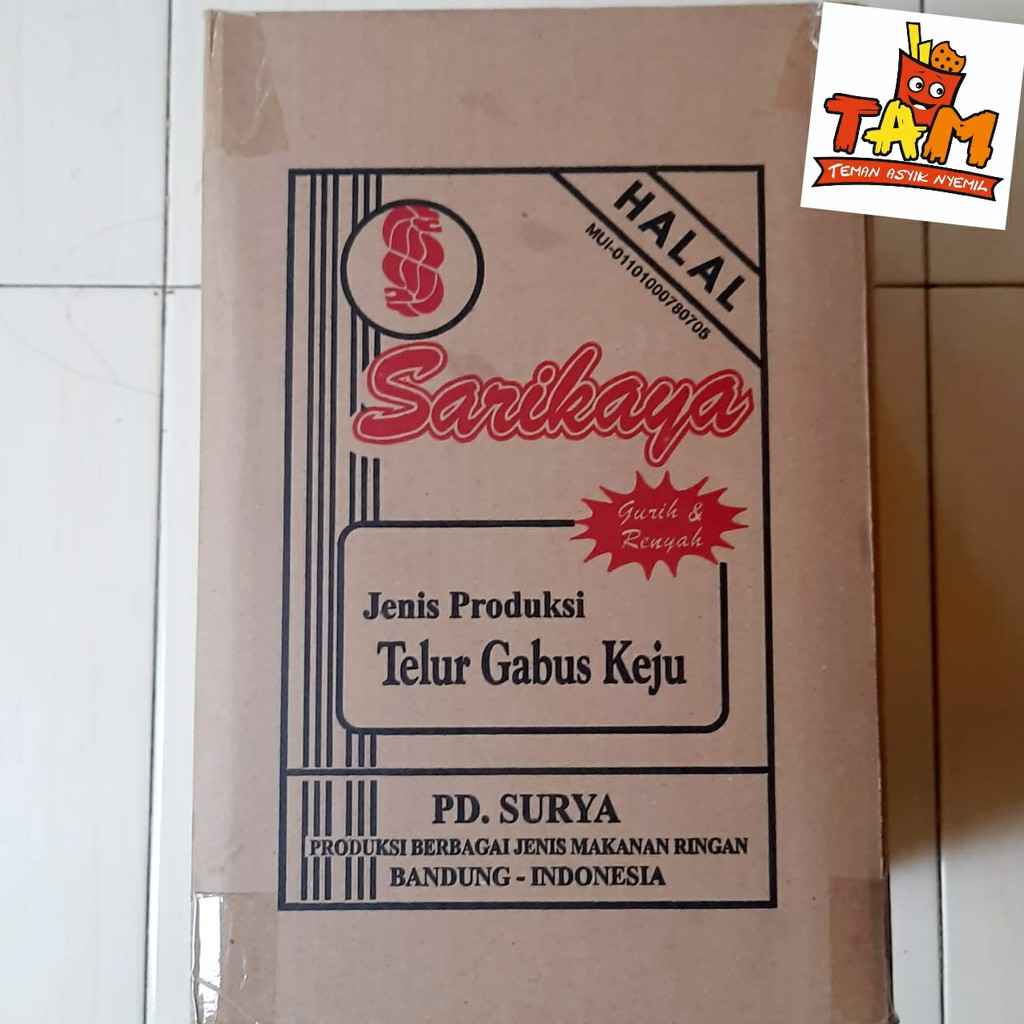 TAM
TEMAN ASYIK NYEMIL
HALAL
MUI-01101000780705
Sarikaya
Gurih &
Renyah
Jenis Produksi
Telur Gabus Keju
PD. SURYA
PRODUKSI BERBAGAI JENIS MAKANAN RINGAN
BANDUNG - INDONESIA